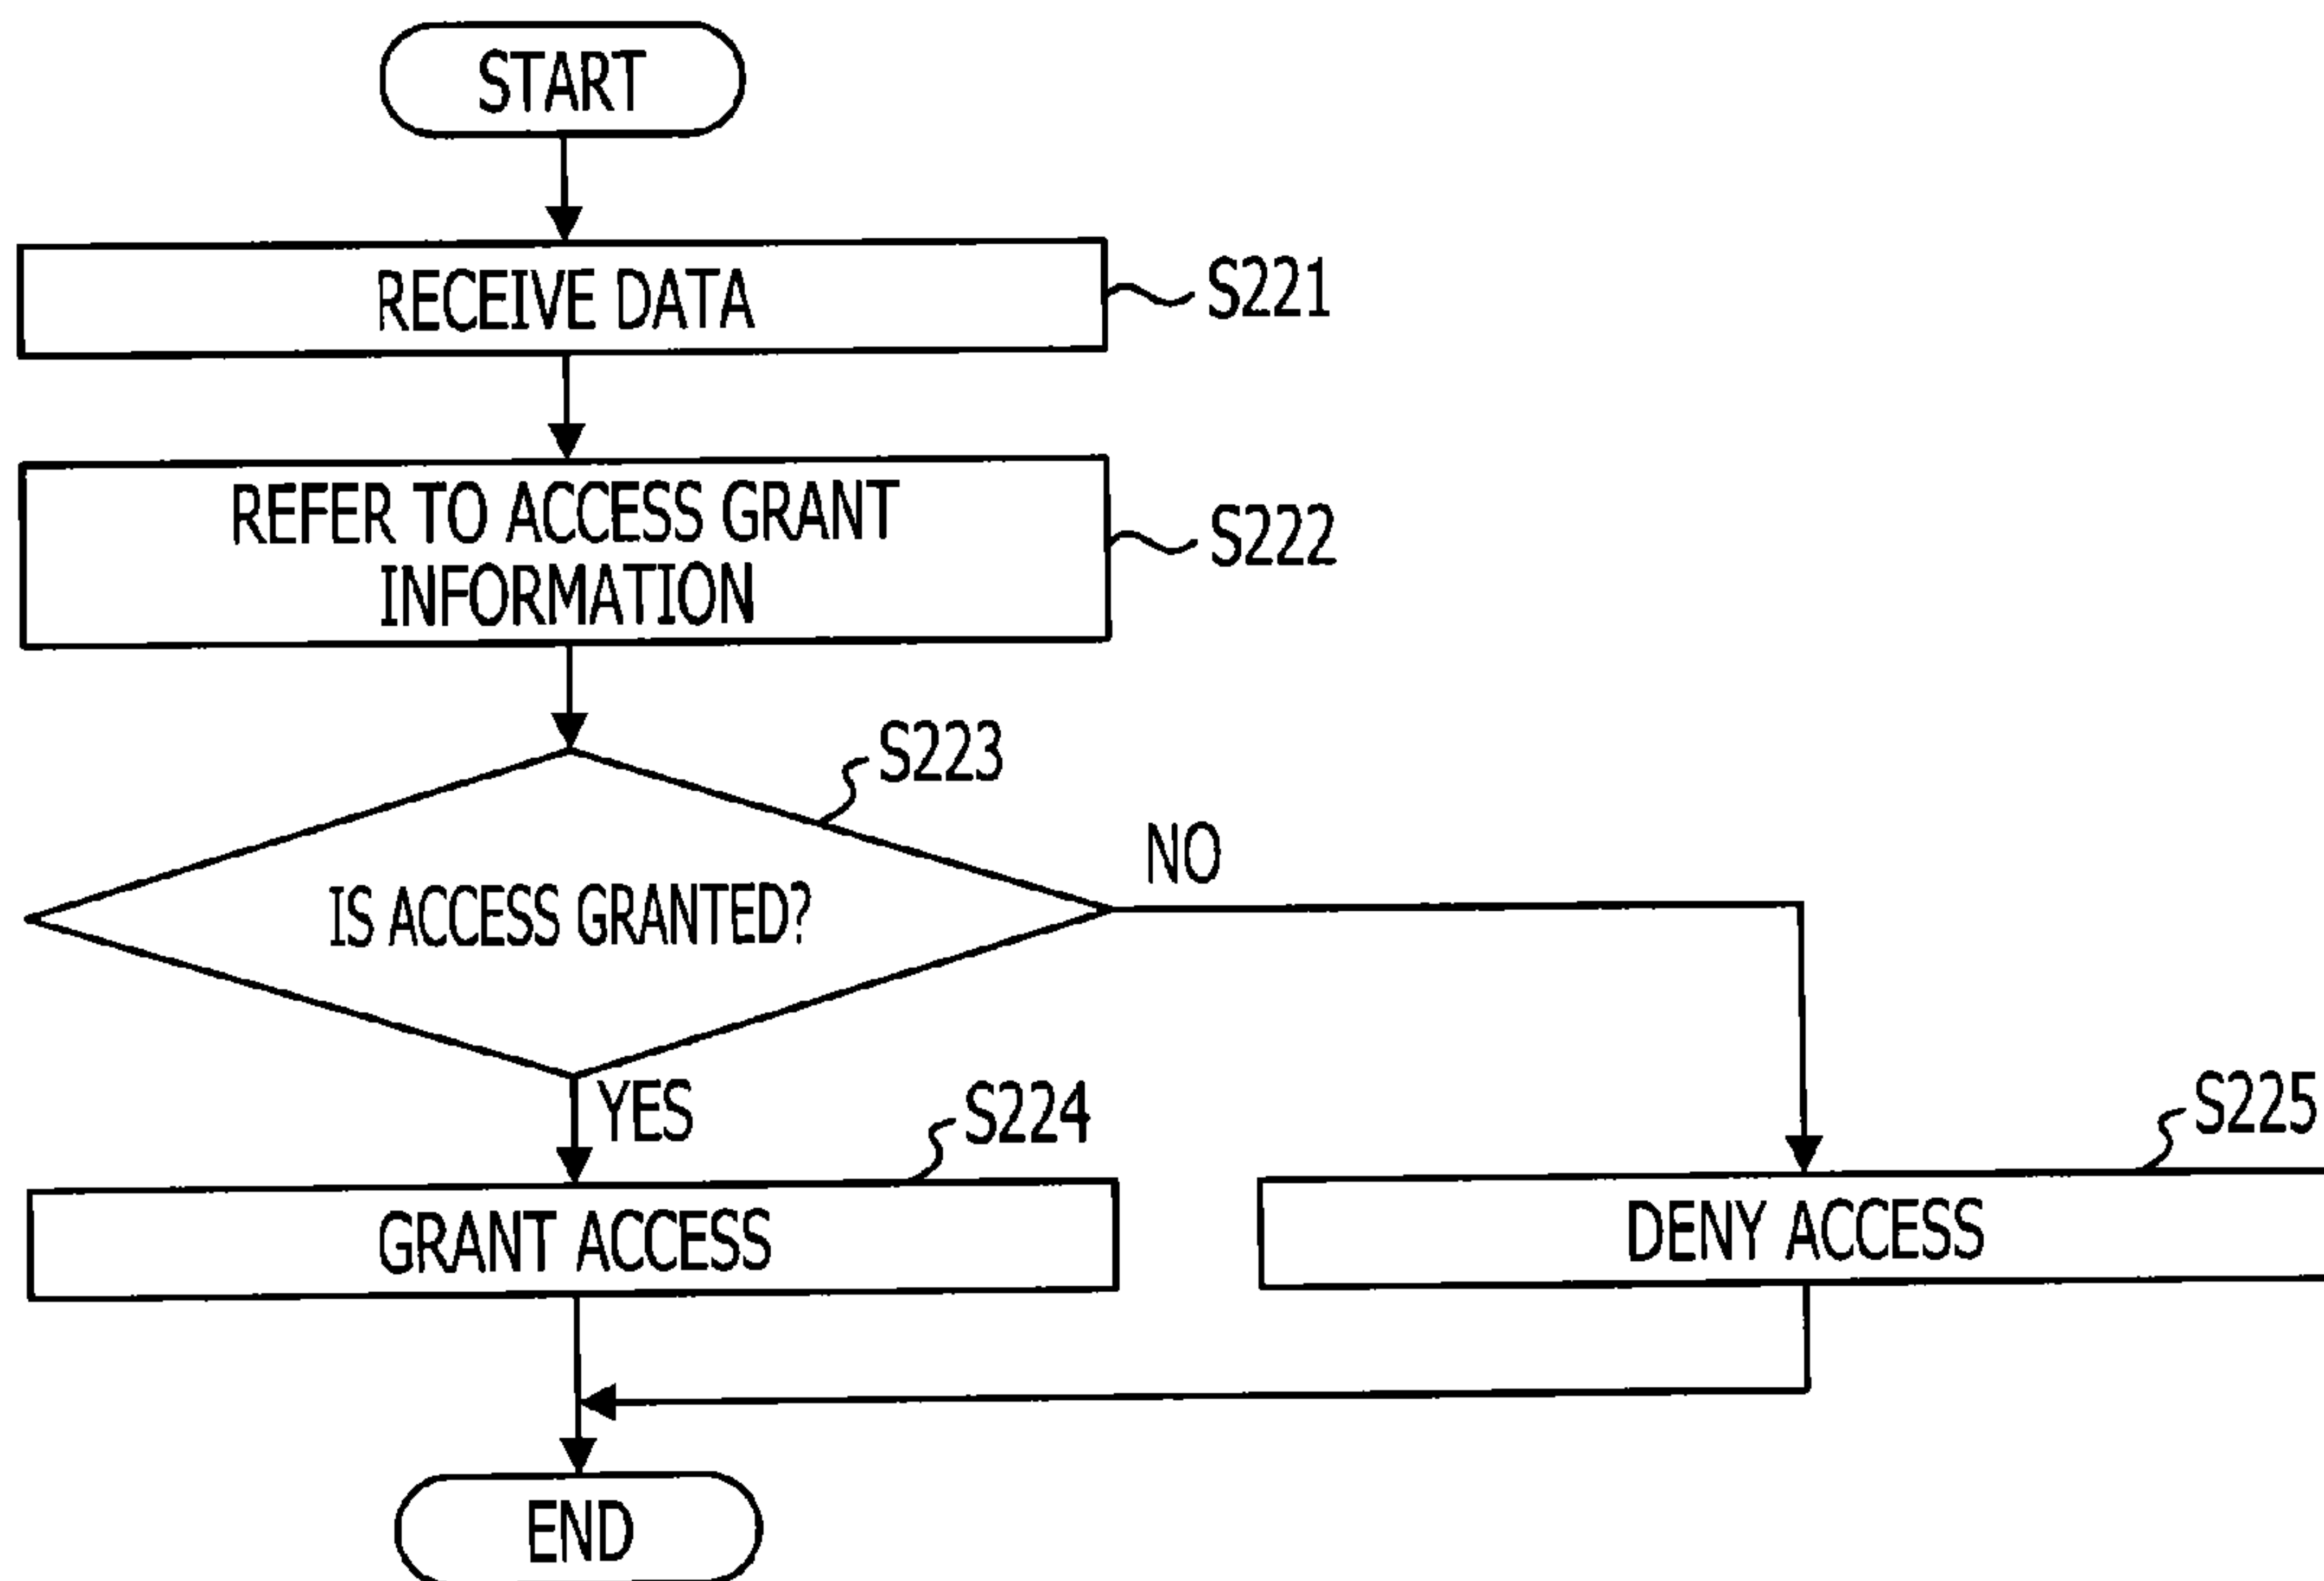 START
RECEIVE DATA
S221
REFER TO ACCESS GRANT
INFORMATION
S222
S223
IS ACCESS GRANTED?
NO
YES
S224
GRANT ACCESS
S225
DENY ACCESS
END